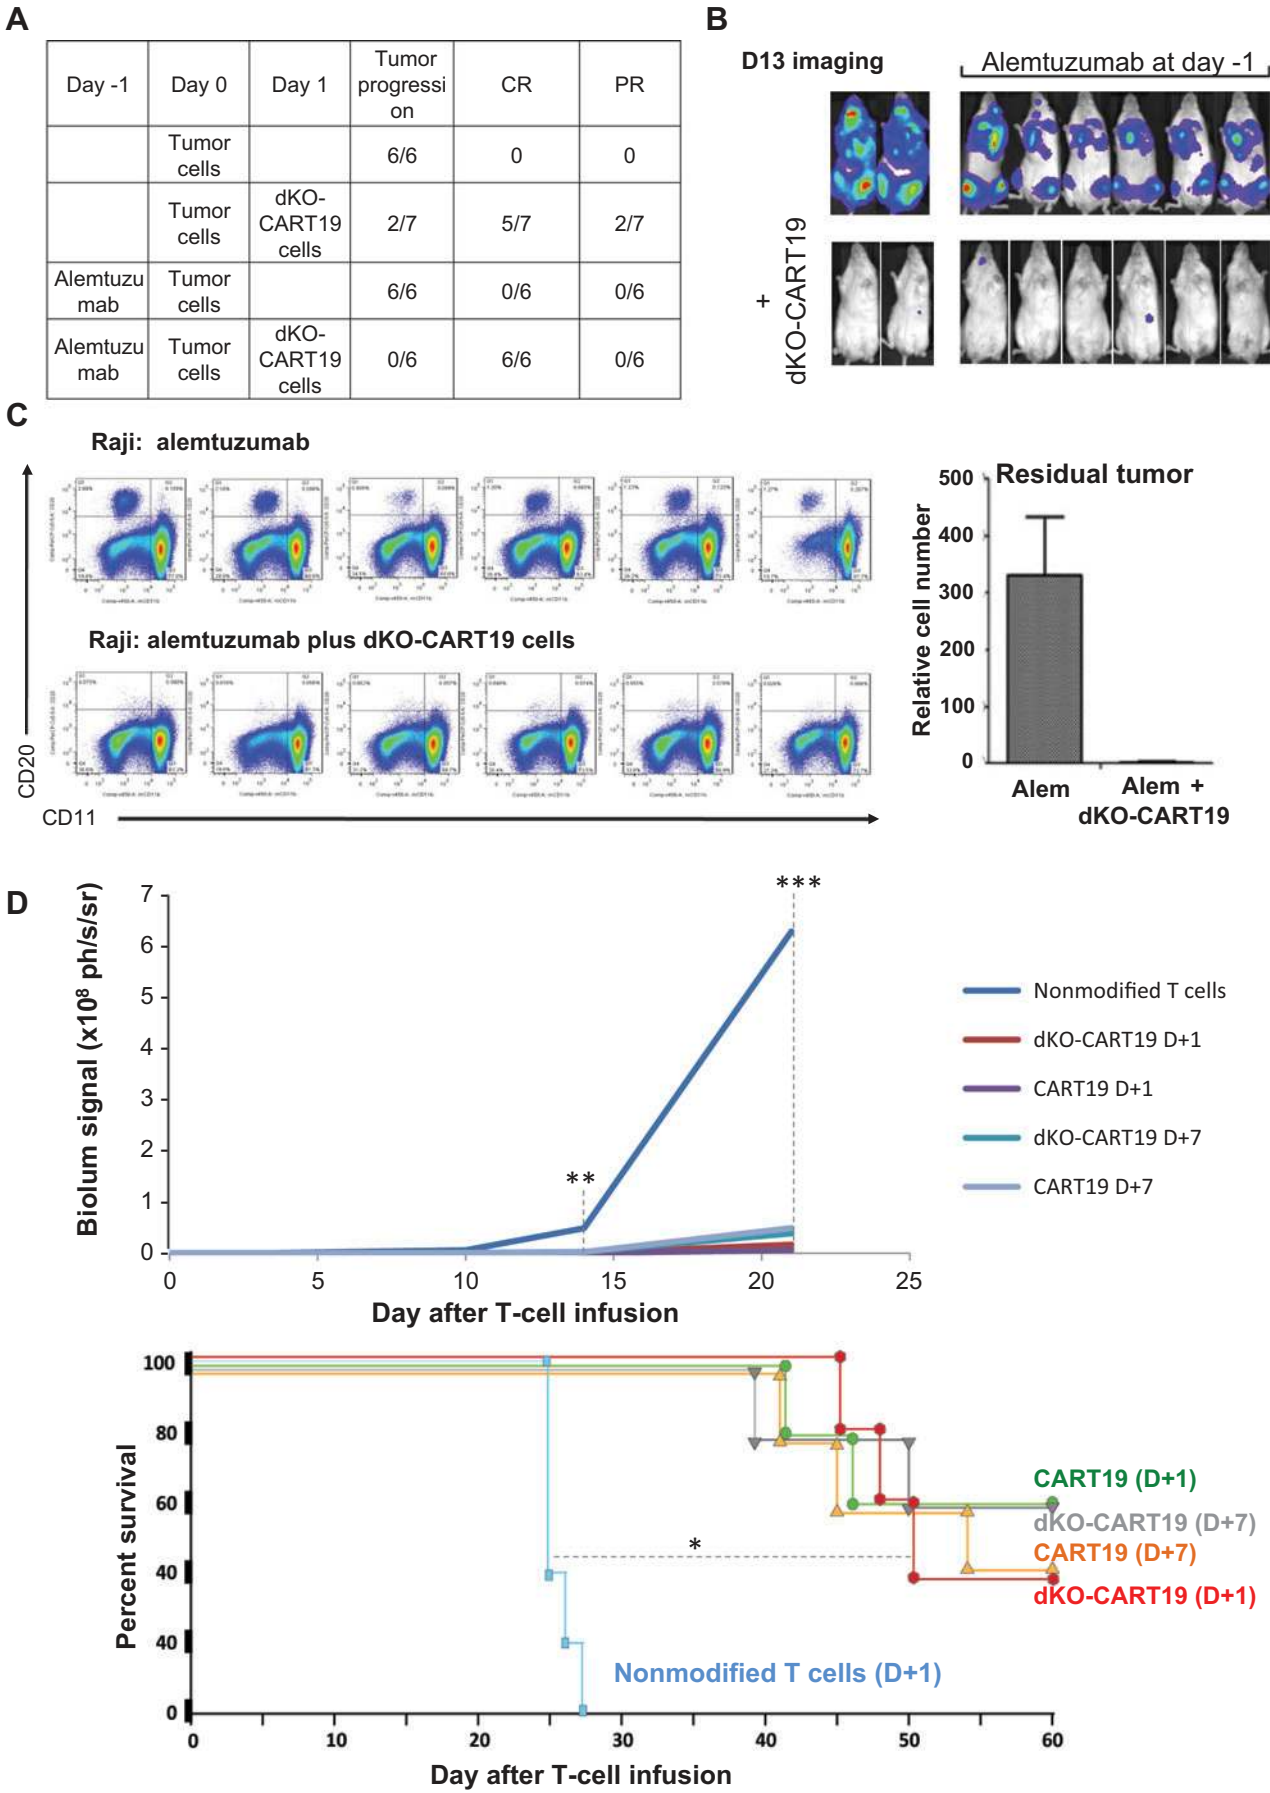 A
Day -1
Day 0
Day 1
Tumor
progressi
on
CR
PR
Tumor
cells
6/6
0
0
Tumor
cells
dKO-
CART19
cells
2/7
5/7
2/7
Alemtuzu
mab
Tumor
cells
6/6
0/6
0/6
Alemtuzu
mab
Tumor
cells
dKO-
CART19
cells
0/6
6/6
0/6
B
D13 imaging
Alemtuzumab at day -1
+
dKO-CART19
C
Raji: alemtuzumab
Raji: alemtuzumab plus dKO-CART19 cells
CD20
CD11
Residual tumor
Relative cell number
500
400
300
200
100
0
Alem
Alem +
dKO-CART19
D
Biolum signal (x10⁸ ph/s/sr)
7
6
5
4
3
2
1
0
**
***
0
5
10
15
20
25
Day after T-cell infusion
Nonmodified T cells
dKO-CART19 D+1
CART19 D+1
dKO-CART19 D+7
CART19 D+7
Percent survival
100
80
60
40
40
0
*
CART19 (D+1)
dKO-CART19 (D+7)
CART19 (D+7)
dKO-CART19 (D+1)
Nonmodified T cells (D+1)
0
10
20
30
40
50
60
Day after T-cell infusion